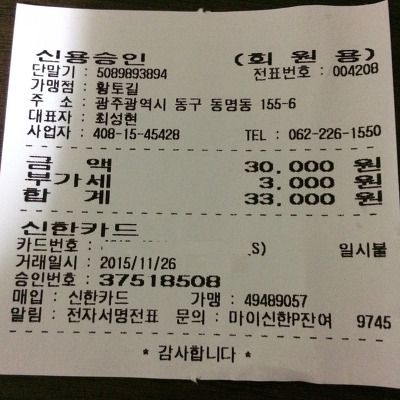 신용승인 (회원용)
단말기 : 5089893894 전표번호 : 004208
가맹점 : 황토길
주 소 : 광주광역시 동구 동명동 155-6
대표자 : 최성현
사업자 : 408-15-45428 TEL : 062-226-1550
금 액 30,000 원
부가세 3,000 원
합 계 33,000 원
신한카드
카드번호 : S) 일시불
거래일시 : 2015/11/26
승인번호 : 37518508
매입 : 신한카드 가맹 : 49489057
알림 : 전자서명전표 문의 : 마이신한P잔여 9745
* 감사합니다 *